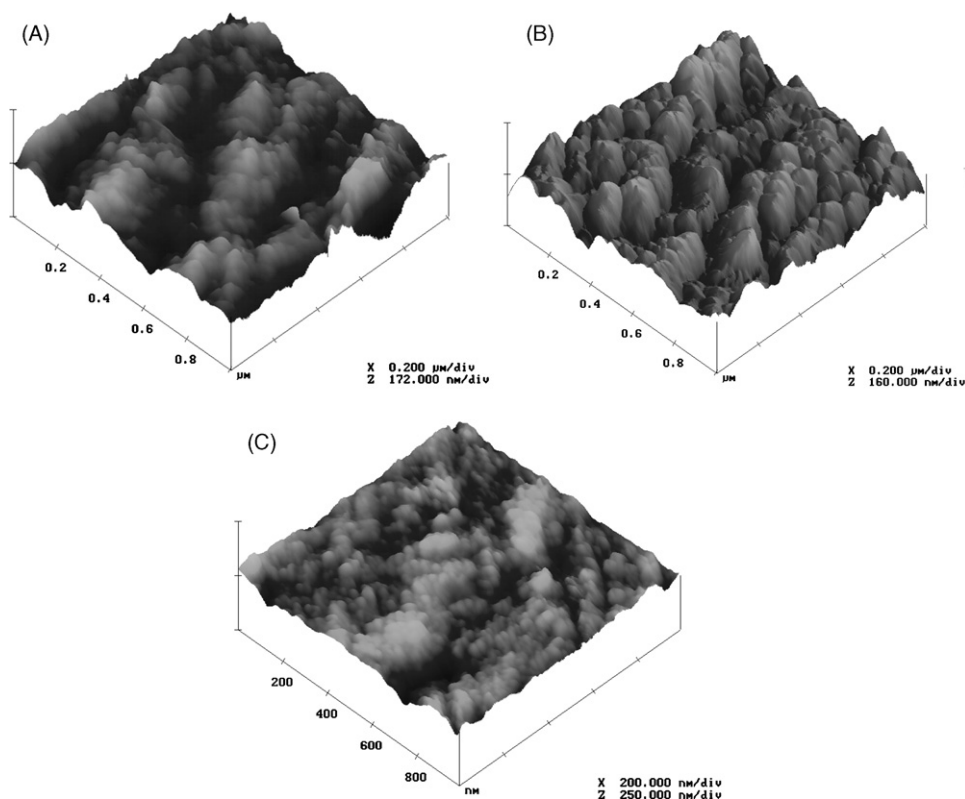 (A)
0.2
0.4
0.6
0.8
µm
X 0.200 µm/div
Z 172.000 nm/div
(B)
0.2
0.4
0.6
0.8
µm
X 0.200 µm/div
Z 160.000 nm/div
(C)
200
400
600
800
nm
X 200.000 nm/div
Z 250.000 nm/div